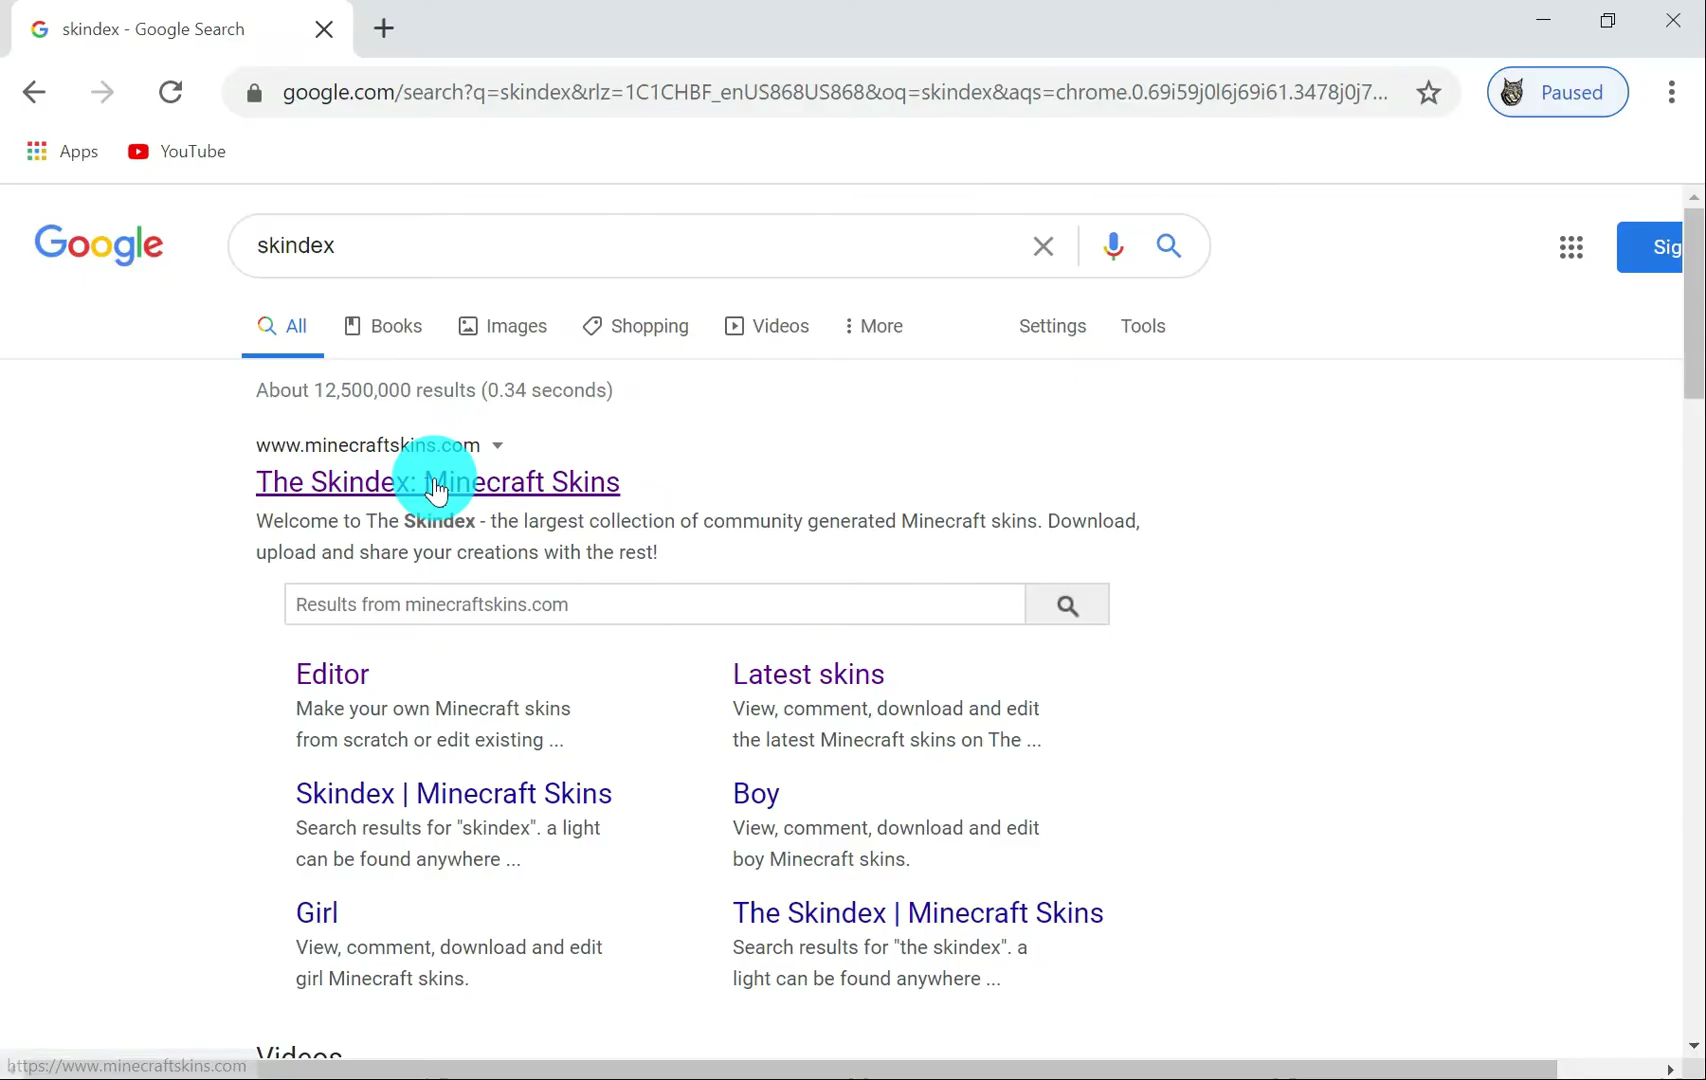 skindex - Google Search
google.com/search?q=skindex&rlz=1C1CHBF_enUS868US868&oq=skindex&aqs=chrome.0.69i59j0l6j69i61.3478j0j7...
Paused
Apps
YouTube
Google
skindex
Sig
All
Books
Images
Shopping
Videos
More
Settings
Tools
About 12,500,000 results (0.34 seconds)
www.minecraftskins.com
The Skindex: Minecraft Skins
Welcome to The Skindex - the largest collection of community generated Minecraft skins. Download,
upload and share your creations with the rest!
Results from minecraftskins.com
Editor
Make your own Minecraft skins
from scratch or edit existing ...
Latest skins
View, comment, download and edit
the latest Minecraft skins on The ...
Skindex | Minecraft Skins
Search results for "skindex". a light
can be found anywhere ...
Boy
View, comment, download and edit
boy Minecraft skins.
Girl
View, comment, download and edit
girl Minecraft skins.
The Skindex | Minecraft Skins
Search results for "the skindex". a
light can be found anywhere ...
Videos
https://www.minecraftskins.com